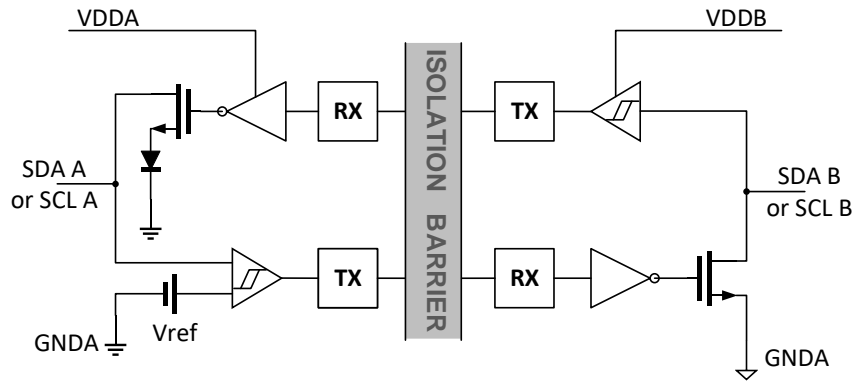 VDDA
VDDB
ISOLATION BARRIER
RX
TX
SDA A
or SCL A
SDA B
or SCL B
TX
RX
Vref
GNDA
GNDA